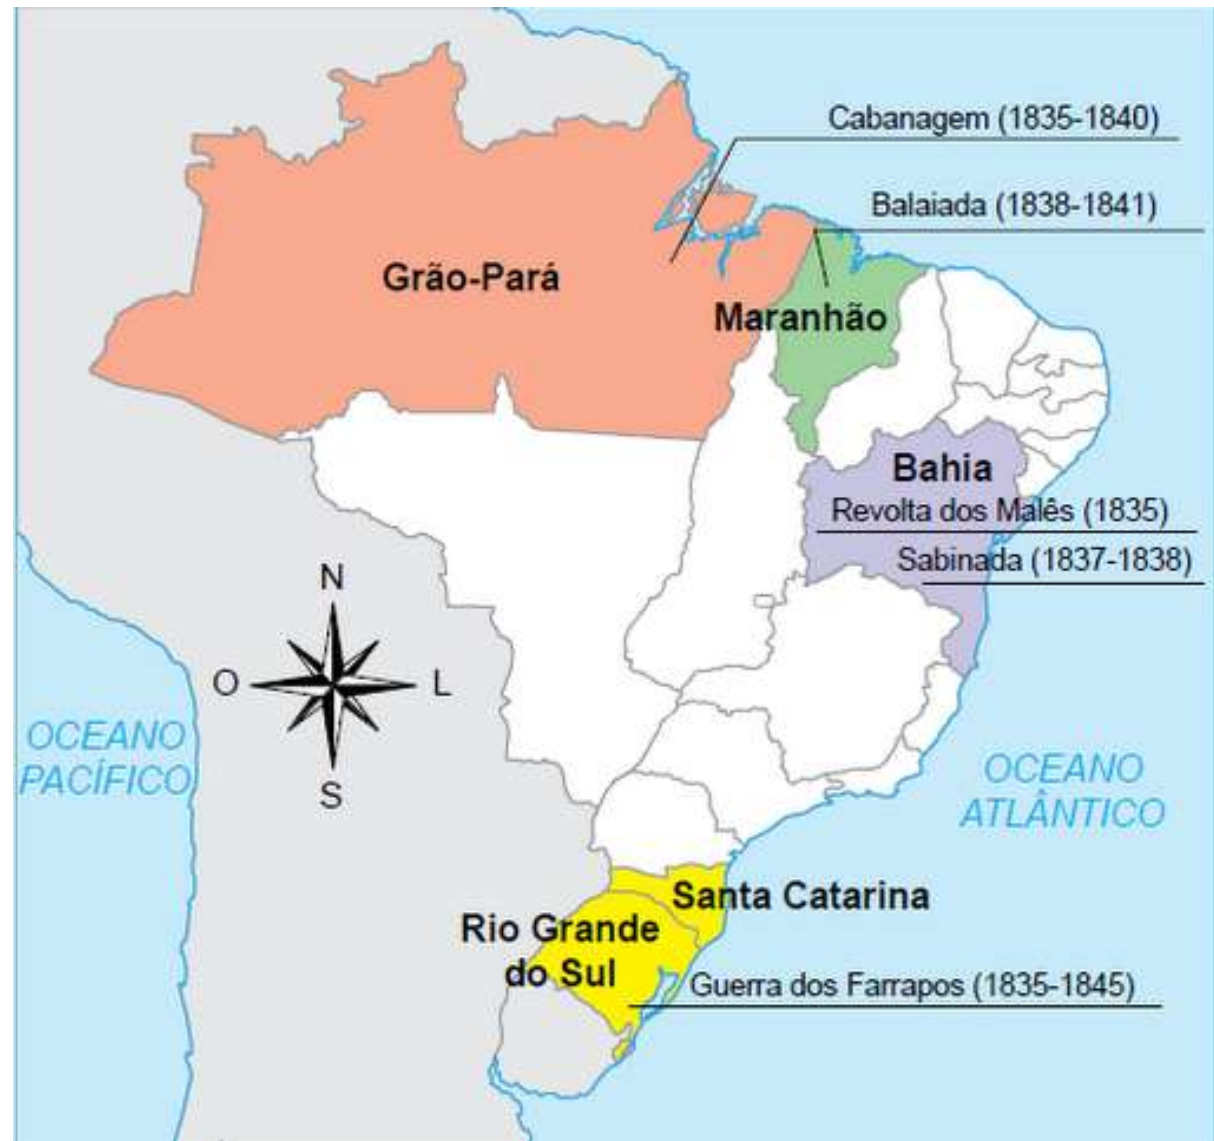 Cabanagem (1835-1840)
Balaiada (1838-1841)
Grão-Pará
Maranhão
Bahia
Revolta dos Malês (1835)
Sabinada (1837-1838)
N
O
L
S
OCEANO
PACÍFICO
OCEANO
ATLÂNTICO
Santa Catarina
Rio Grande
do Sul
Guerra dos Farrapos (1835-1845)